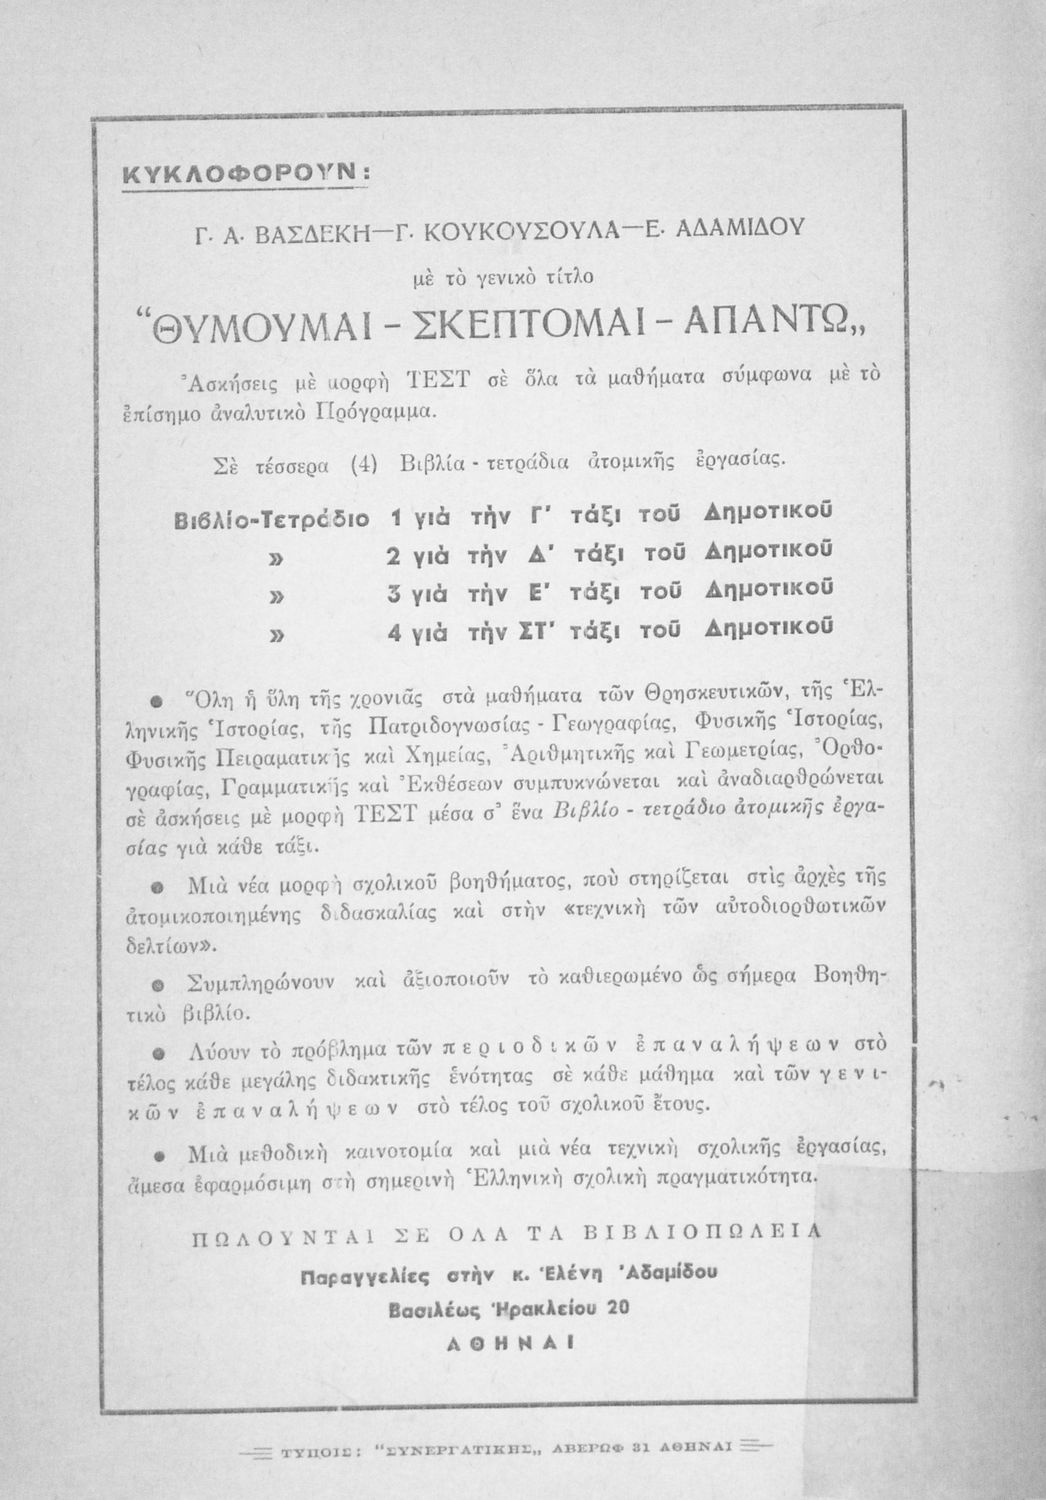 ΚΥΚΛΟΦΟΡΟΥΝ:
Γ. Α. ΒΑΣΔΕΚΗ—Γ. ΚΟΥΚΟΥΣΟΥΛΑ—Ε. ΑΔΑΜΙΔΟΥ
μὲ τὸ γενικὸ τίτλο
“ΘΥΜΟΥΜΑΙ - ΣΚΕΠΤΟΜΑΙ - ΑΠΑΝΤΩ„
Ἀσκήσεις μὲ μορφὴ ΤΕΣΤ σὲ ὅλα τὰ μαθήματα σύμφωνα μὲ τὸ
ἐπίσημο ἀναλυτικὸ Πρόγραμμα.
Σὲ τέσσερα (4) Βιβλία - τετράδια ἀτομικῆς ἐργασίας.
Βιβλίο-Τετράδιο 1 γιὰ τὴν Γ' τάξι τοῦ Δημοτικοῦ
» 2 γιὰ τὴν Δ' τάξι τοῦ Δημοτικοῦ
» 3 γιὰ τὴν Ε' τάξι τοῦ Δημοτικοῦ
» 4 γιὰ τὴν ΣΤ' τάξι τοῦ Δημοτικοῦ
● Ὅλη ἡ ὕλη τῆς χρονιᾶς στὰ μαθήματα τῶν Θρησκευτικῶν, τῆς Ἑλ-
ληνικῆς Ἱστορίας, τῆς Πατριδογνωσίας - Γεωγραφίας, Φυσικῆς Ἱστορίας,
Φυσικῆς Πειραματικῆς καὶ Χημείας, Ἀριθμητικῆς καὶ Γεωμετρίας, Ὀρθο-
γραφίας, Γραμματικῆς καὶ Ἐκθέσεων συμπυκνώνεται καὶ ἀναδιαρθρώνεται
σὲ ἀσκήσεις μὲ μορφὴ ΤΕΣΤ μέσα σ' ἕνα Βιβλίο - τετράδιο ἀτομικῆς ἐργα-
σίας γιὰ κάθε τάξι.
● Μιὰ νέα μορφὴ σχολικοῦ βοηθήματος, ποὺ στηρίζεται στὶς ἀρχὲς τῆς
ἀτομικοποιημένης διδασκαλίας καὶ στὴν «τεχνικὴ τῶν αὐτοδιορθωτικῶν
δελτίων».
● Συμπληρώνουν καὶ ἀξιοποιοῦν τὸ καθιερωμένο ὣς σήμερα Βοηθη-
τικὸ βιβλίο.
● Λύουν τὸ πρόβλημα τῶν περιοδικῶν ἐπαναλήψεων στὸ
τέλος κάθε μεγάλης διδακτικῆς ἑνότητας σὲ κάθε μάθημα καὶ τῶν γενι-
κῶν ἐπαναλήψεων στὸ τέλος τοῦ σχολικοῦ ἔτους.
● Μιὰ μεθοδικὴ καινοτομία καὶ μιὰ νέα τεχνικὴ σχολικῆς ἐργασίας,
ἄμεσα ἐφαρμόσιμη στὴ σημερινὴ Ἑλληνικὴ σχολικὴ πραγματικότητα.
ΠΩΛΟΥΝΤΑΙ ΣΕ ΟΛΑ ΤΑ ΒΙΒΛΙΟΠΩΛΕΙΑ
Παραγγελίες στὴν κ. Ἑλένη Ἀδαμίδου
Βασιλέως Ἡρακλείου 20
ΑΘΗΝΑΙ
ΤΥΠΟΙΣ: “ΣΥΝΕΡΓΑΤΙΚΗΣ„ ΑΒΕΡΩΦ 31 ΑΘΗΝΑΙ